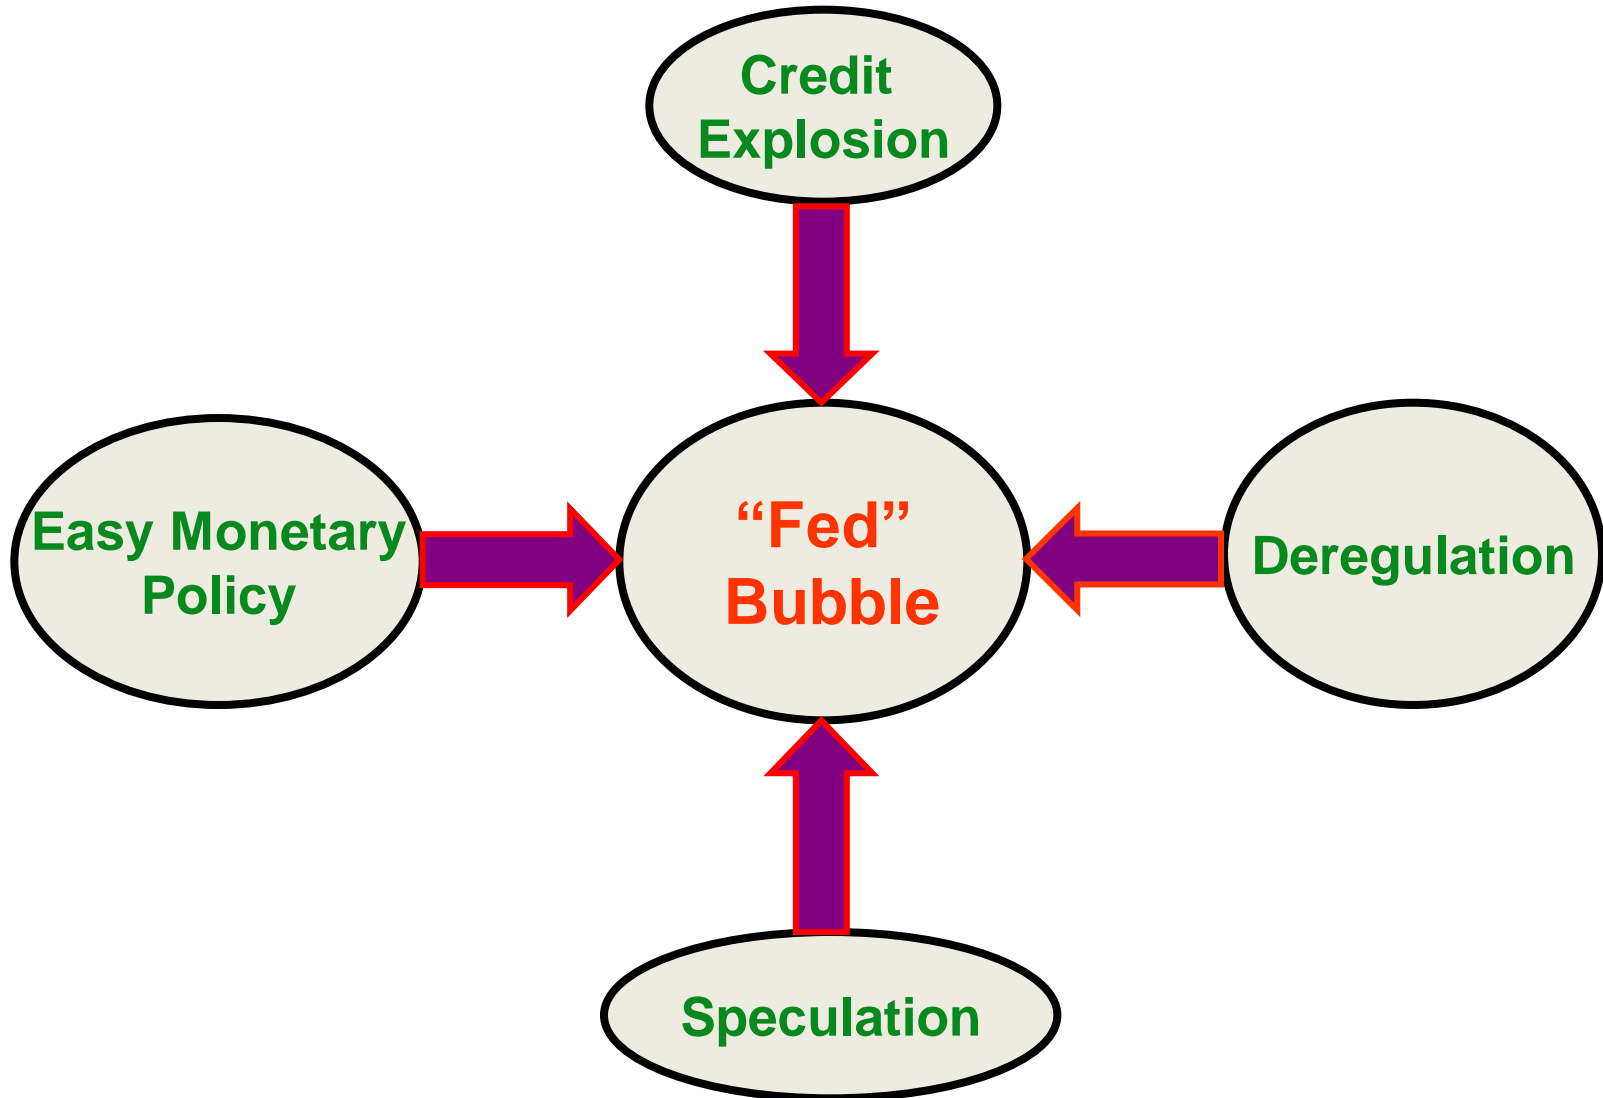 Credit
Explosion
Easy Monetary
Policy
“Fed”
Bubble
Deregulation
Speculation